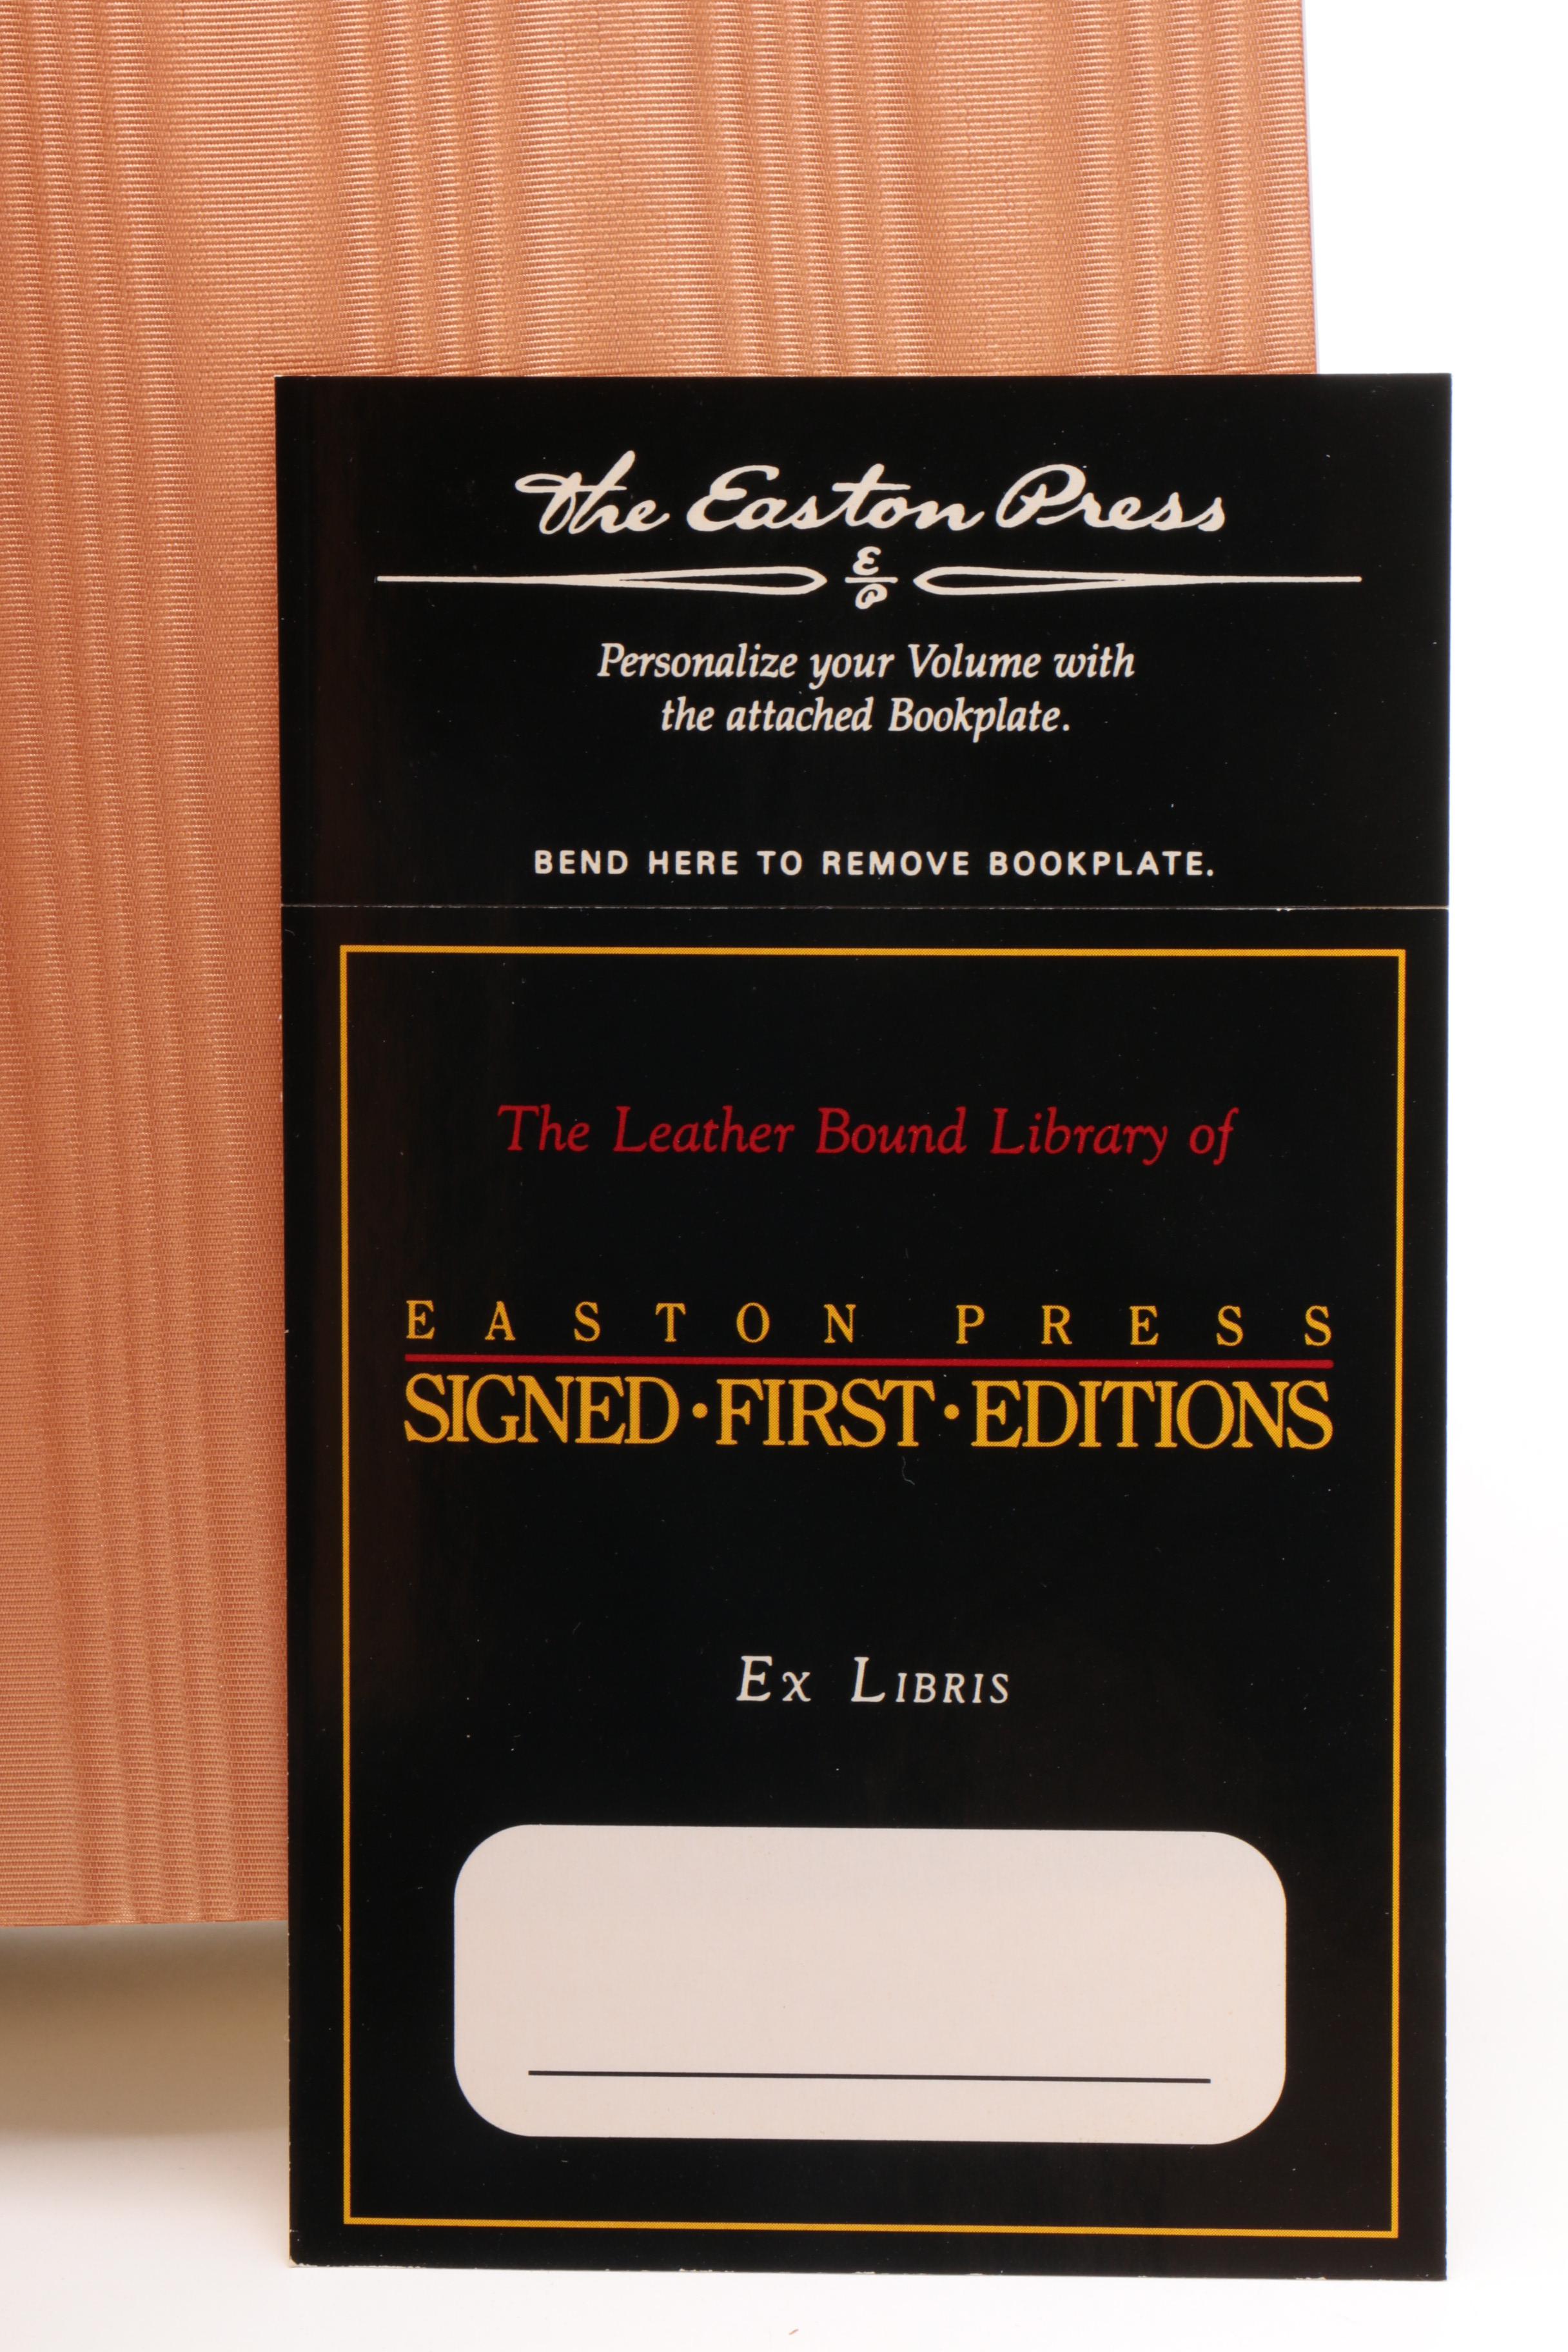 The Easton Press
E
P
Personalize your Volume with
the attached Bookplate.
BEND HERE TO REMOVE BOOKPLATE.
The Leather Bound Library of
EASTON PRESS
SIGNED·FIRST·EDITIONS
EX LIBRIS